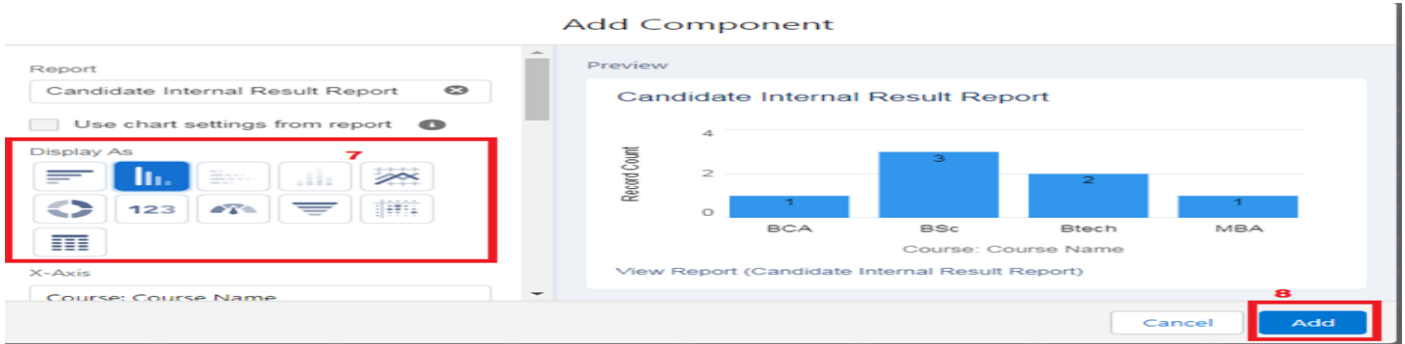 Add Component
Report
Candidate Internal Result Report
Use chart settings from report
Display As
7
123
X-Axis
Course: Course Name
Preview
Candidate Internal Result Report
Record Count
4
2
0
1
3
2
1
BCA BSc Btech MBA
Course: Course Name
View Report (Candidate Internal Result Report)
8
Cancel Add